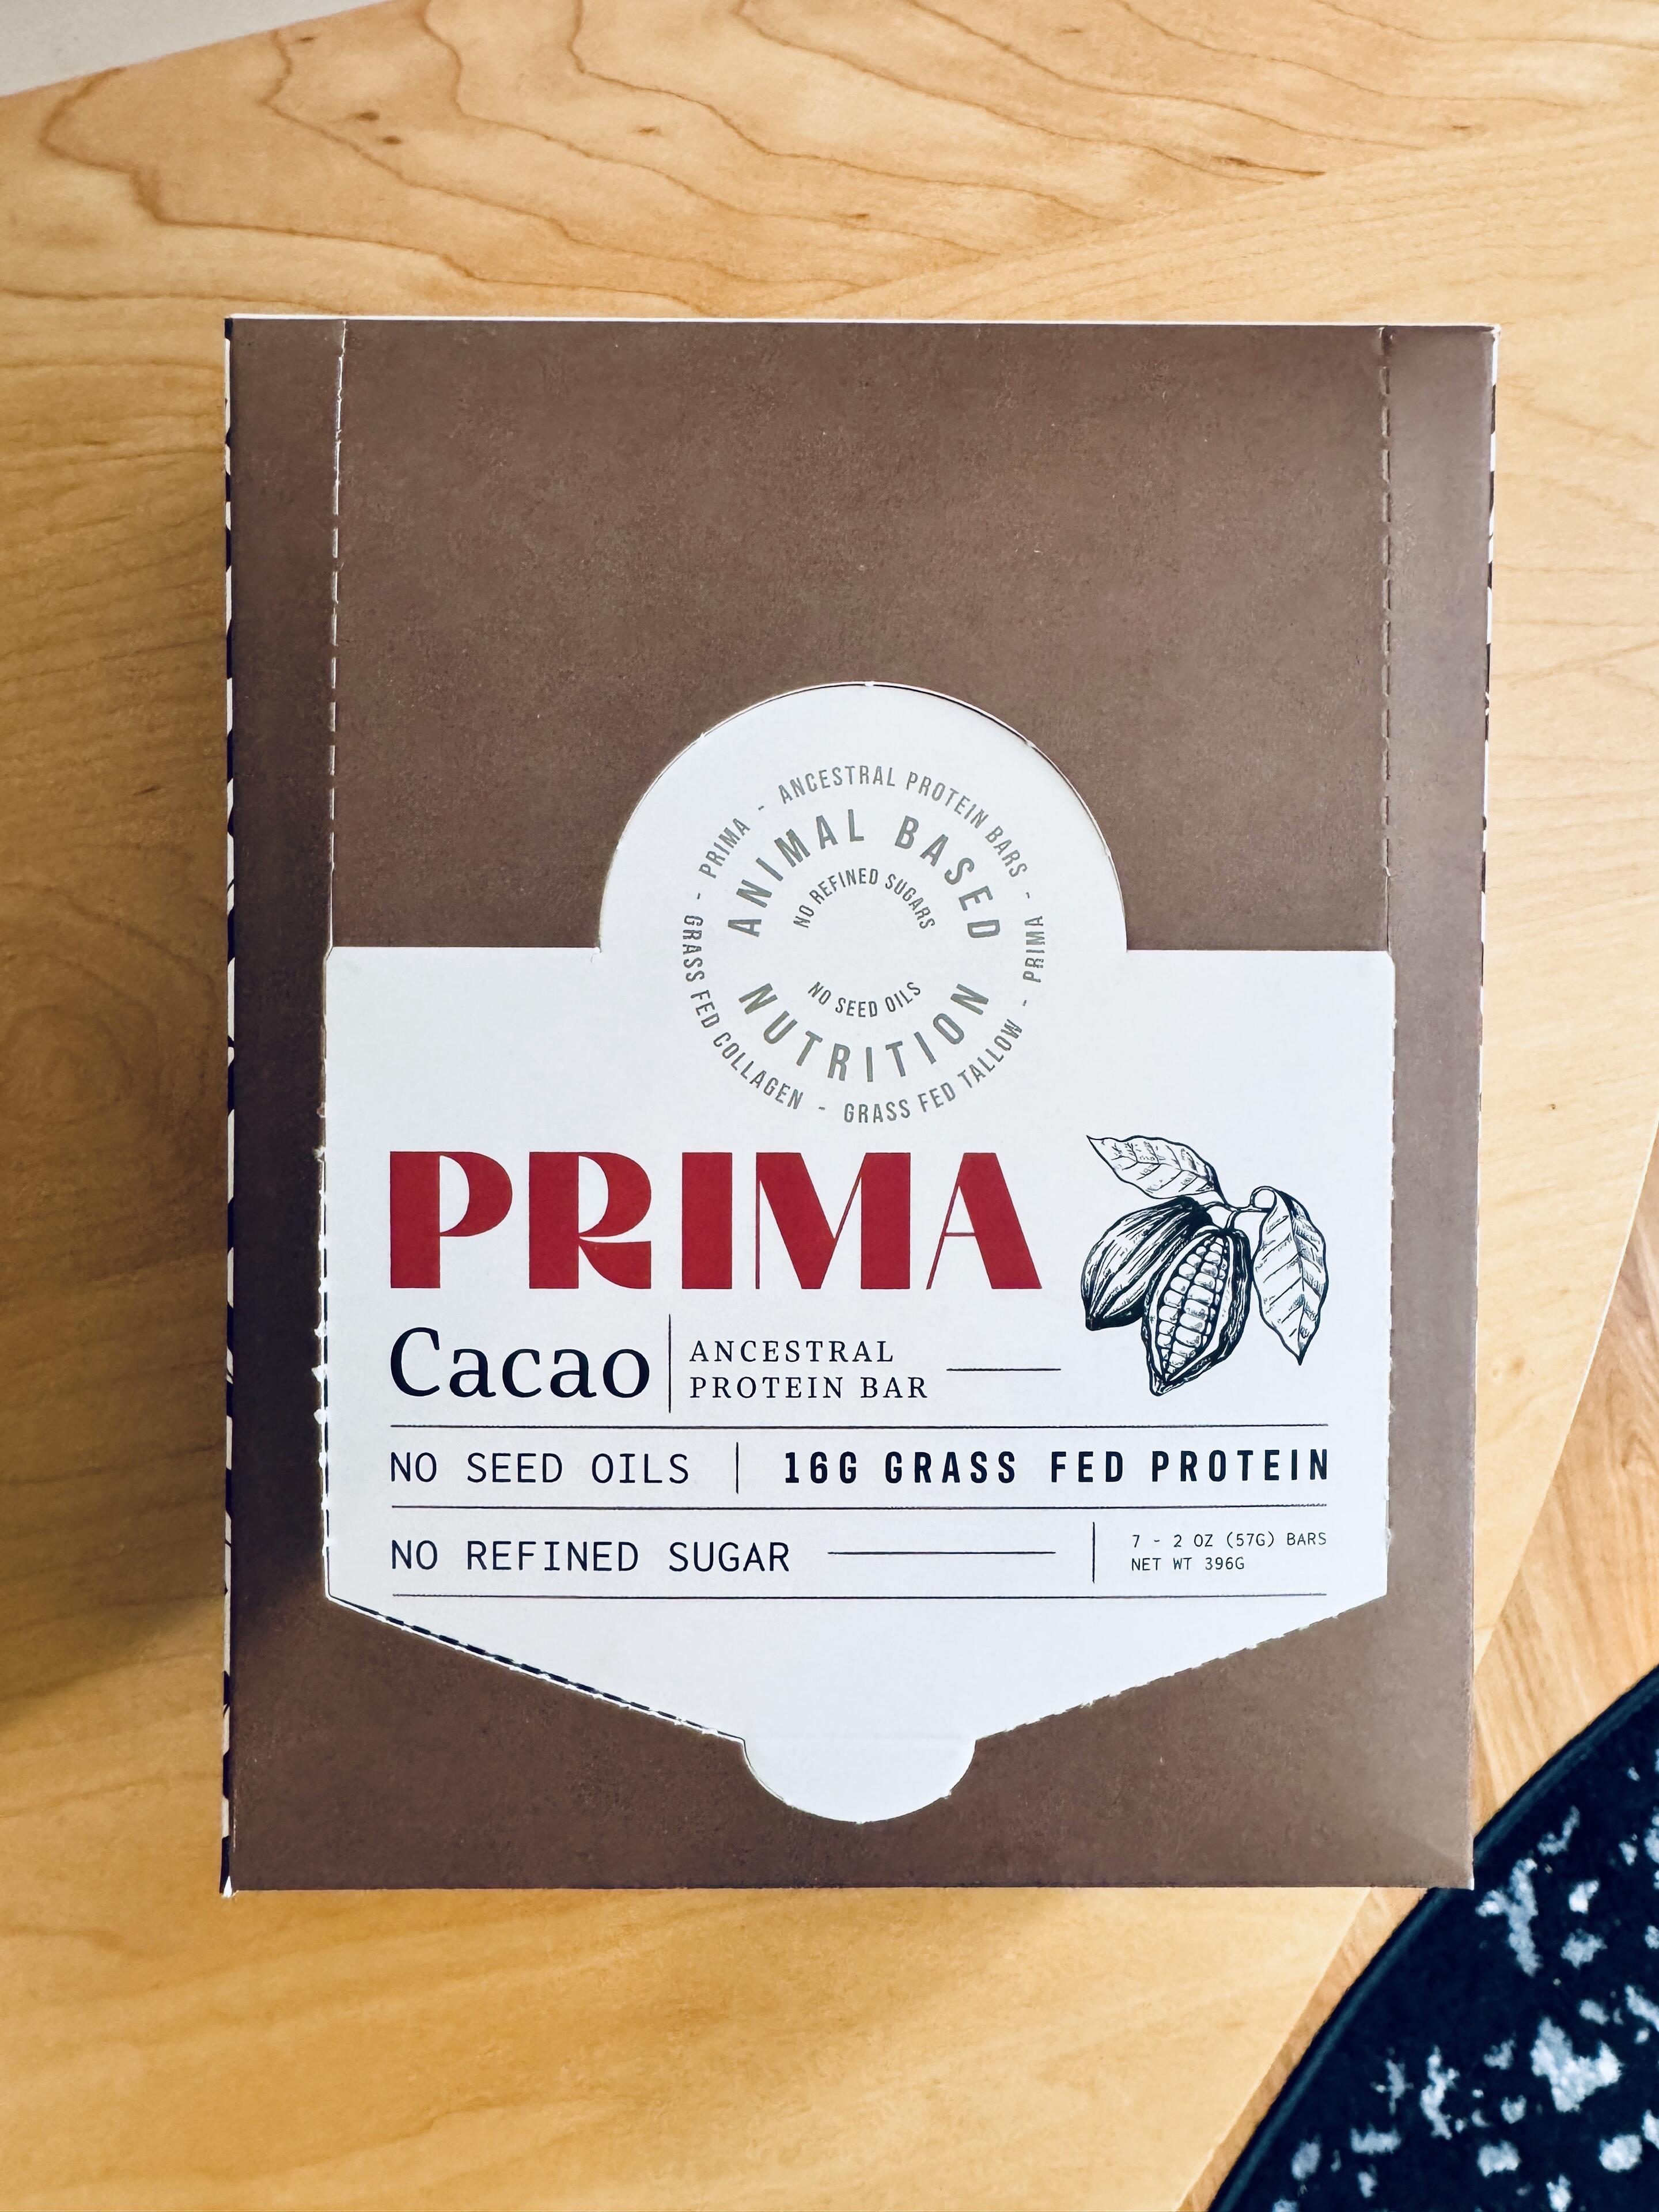 - PRIMA - ANCESTRAL PROTEIN BARS - PRIMA - GRASS FED TALLOW - GRASS FED COLLAGEN
ANIMAL BASED
NO REFINED SUGARS
NO SEED OILS
NUTRITION
PRIMA
Cacao
ANCESTRAL
PROTEIN BAR
NO SEED OILS
16G GRASS FED PROTEIN
NO REFINED SUGAR
7 - 2 OZ (57G) BARS
NET WT 396G